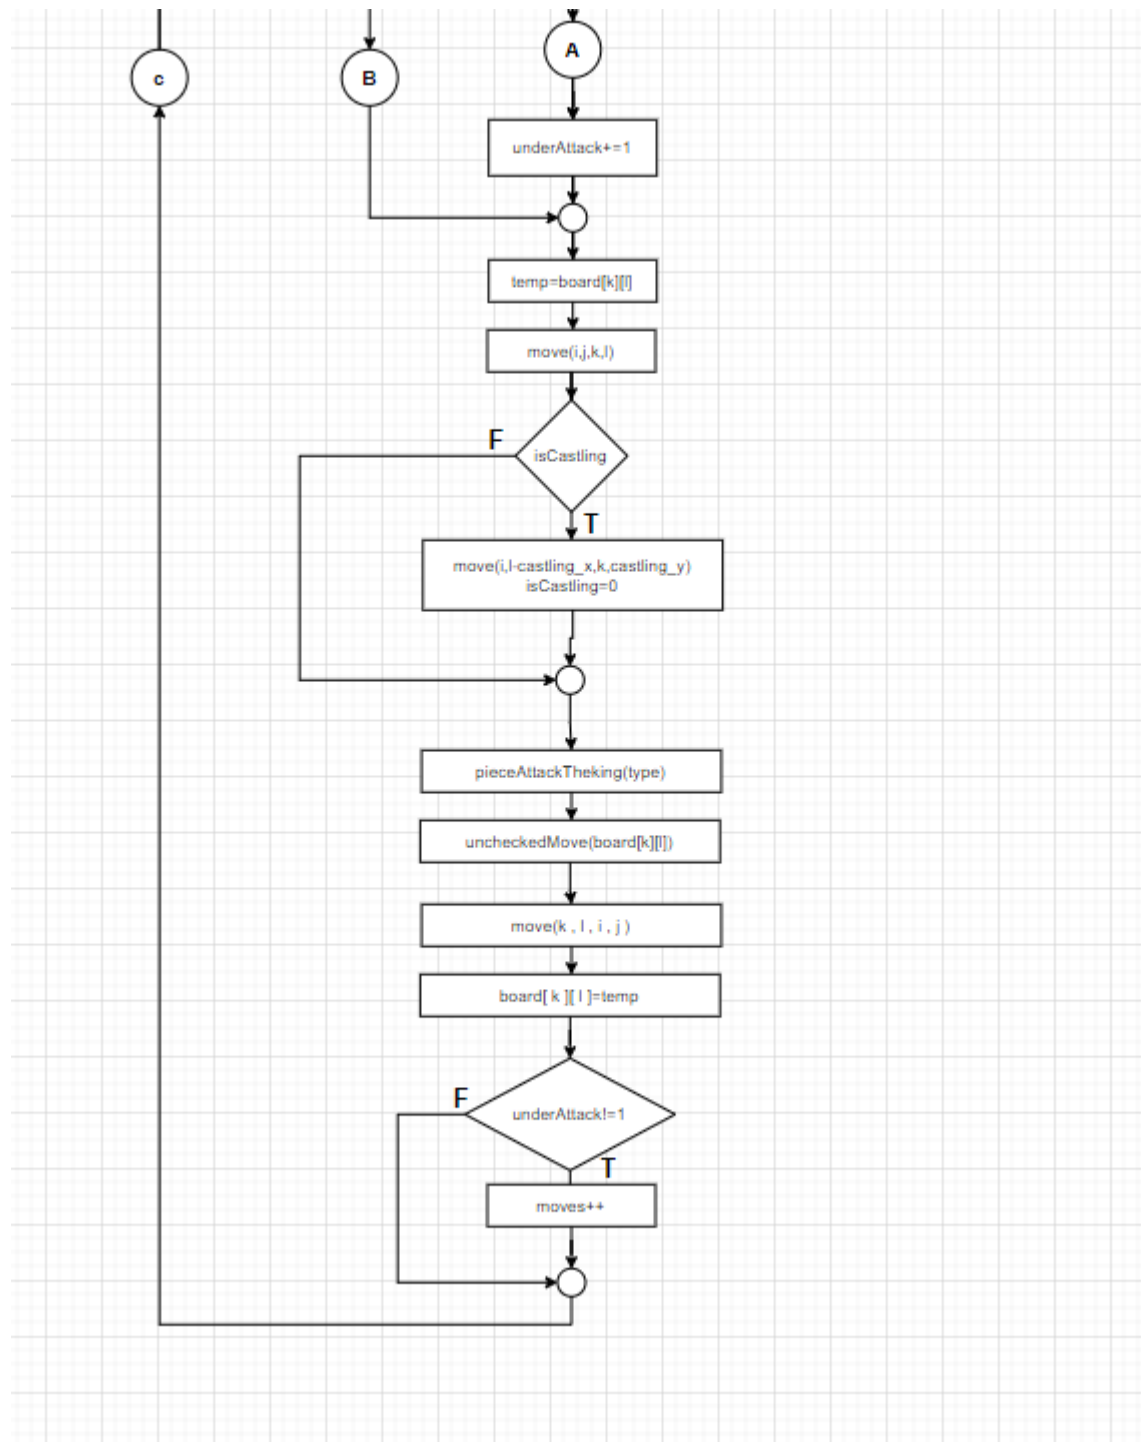 c
B
A
underAttack+=1
temp=board[k][l]
move(i,j,k,l)
F
isCastling
T
move(i,l-castling_x,k,castling_y)
isCastling=0
pieceAttackTheking(type)
uncheckedMove(board[k][l])
move(k , l , i , j )
board[ k ][ l ]=temp
F
underAttack!=1
T
moves++